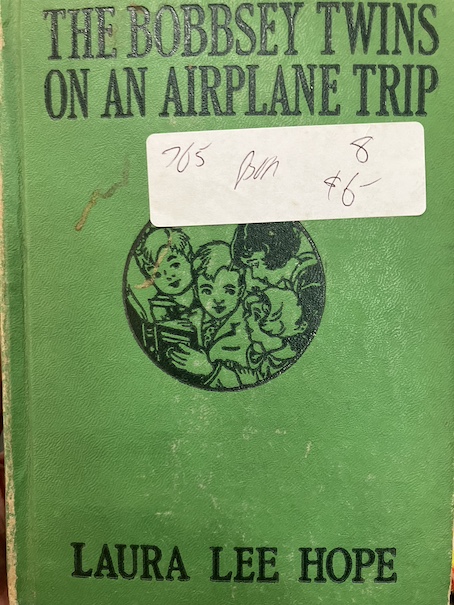 THE BOBBSEY TWINS
ON AN AIRPLANE TRIP
765 8
$6-
LAURA LEE HOPE